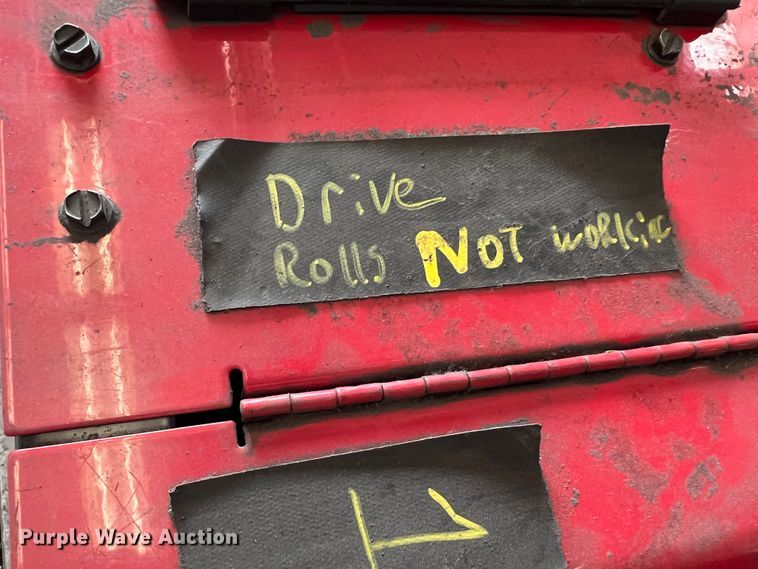 Drive
Rolls NOT WORKiNG
Purple Wave Auction